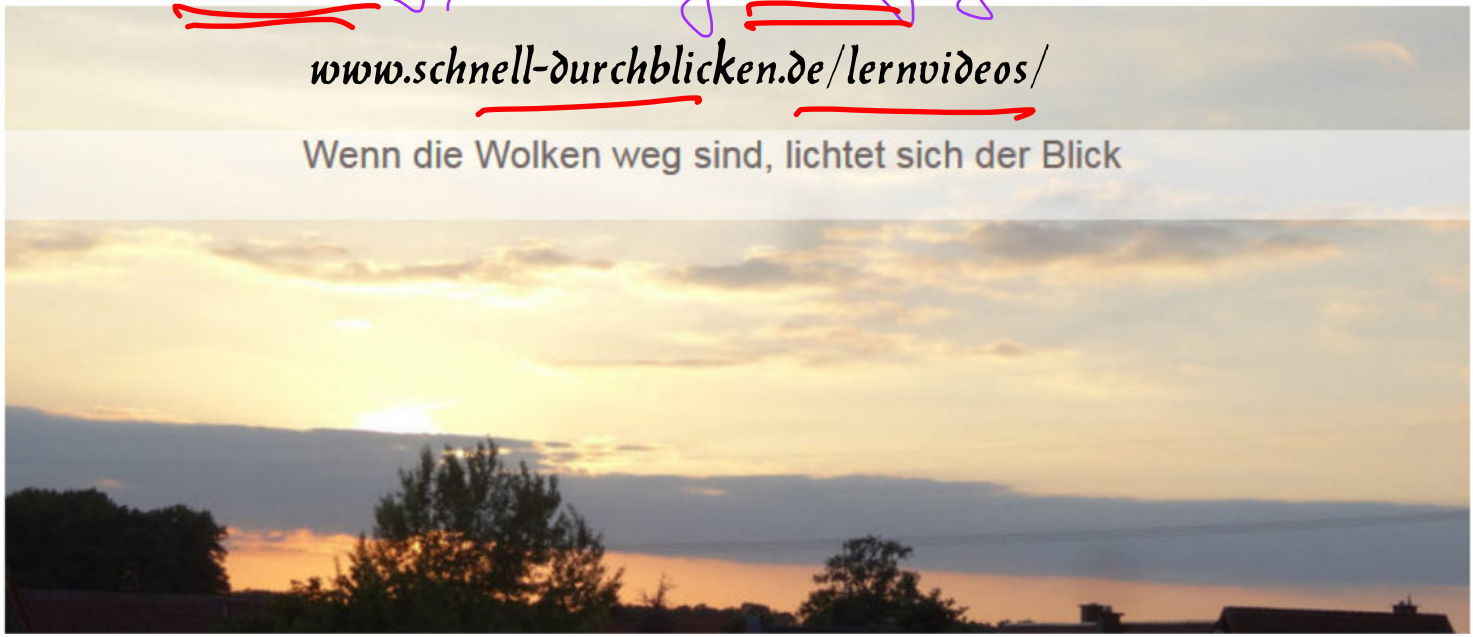 www.schnell-durchblicken.de/lernvideos/
Wenn die Wolken weg sind, lichtet sich der Blick